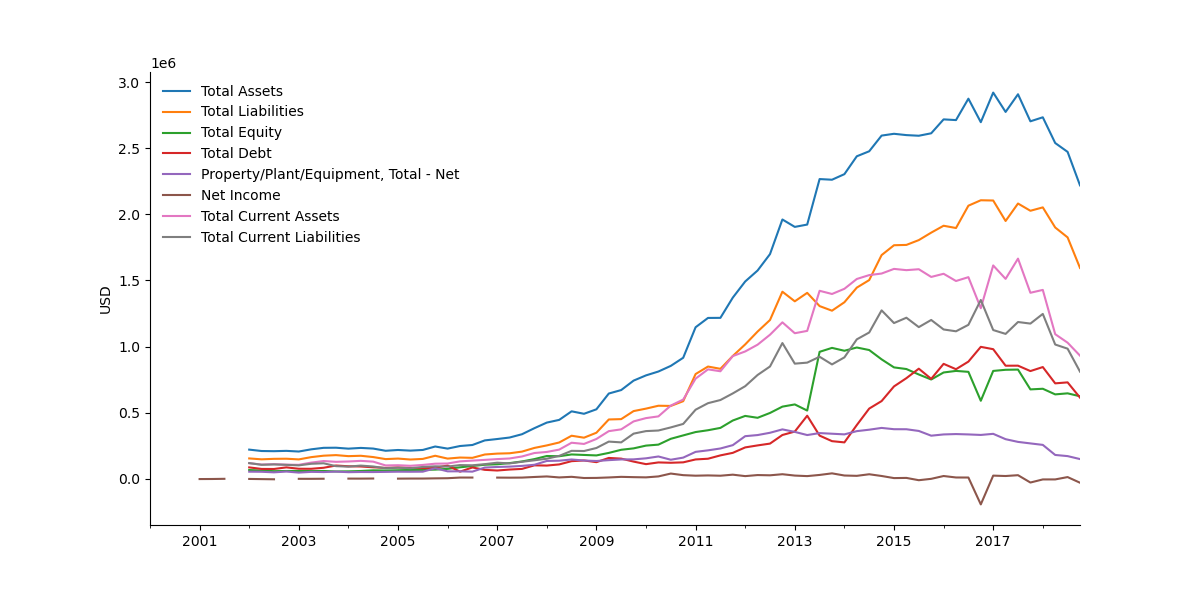 1e6
3.0
2.5
2.0
1.5
1.0
0.5
0.0
USD
Total Assets
Total Liabilities
Total Equity
Total Debt
Property/Plant/Equipment, Total - Net
Net Income
Total Current Assets
Total Current Liabilities
2001 2003 2005 2007 2009 2011 2013 2015 2017